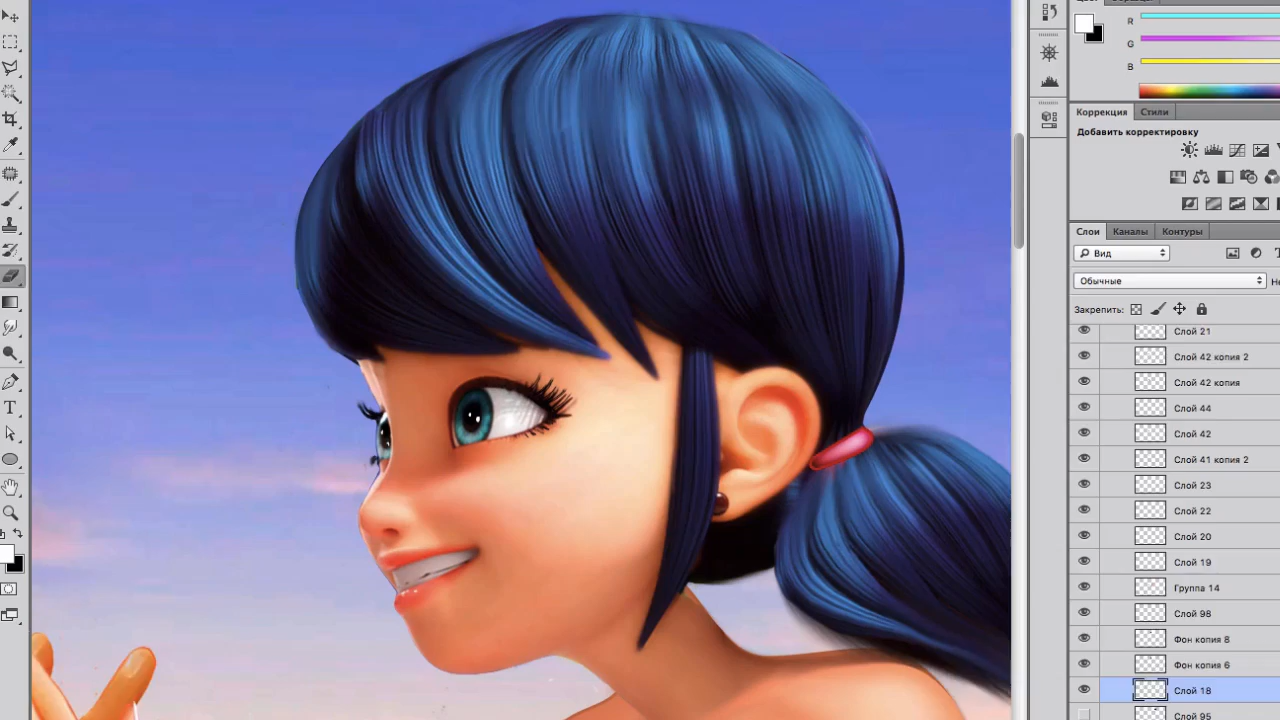 R
G
B
Коррекция Стили
Добавить корректировку
Слои Каналы Контуры
Вид
Обычные
Закрепить:
Слой 21
Слой 42 копия 2
Слой 42 копия
Слой 44
Слой 42
Слой 41 копия 2
Слой 23
Слой 22
Слой 20
Слой 19
Группа 14
Слой 98
Фон копия 8
Фон копия 6
Слой 18
Слой 95